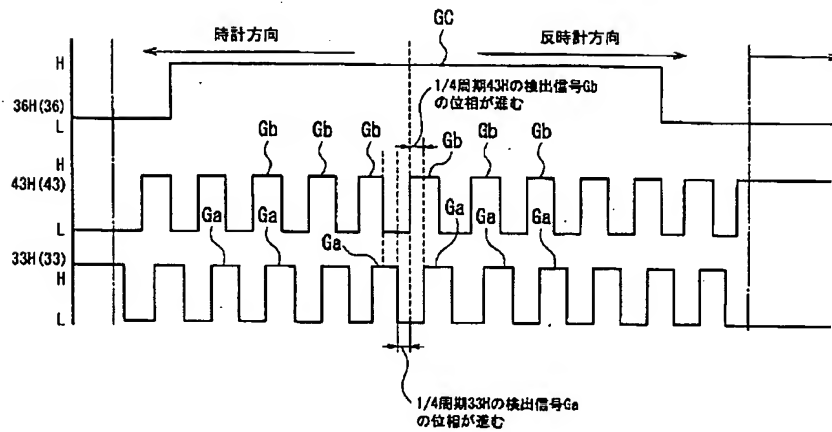 GC
時計方向
反時計方向
H
36H(36)
L
1/4周期43Hの検出信号Gb
の位相が進む
Gb
Gb
Gb
Gb
Gb
Gb
H
43H(43)
L
Ga
Ga
Ga
Ga
Ga
Ga
33H(33)
H
L
1/4周期33Hの検出信号Ga
の位相が進む